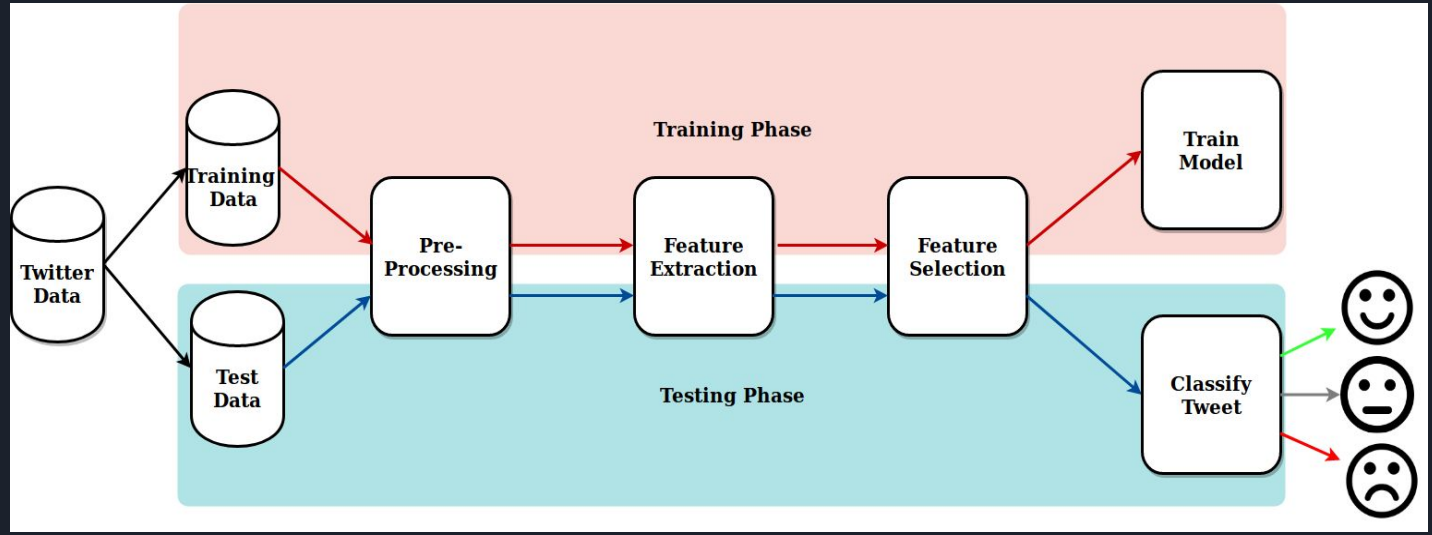 Training Phase
Train
Model
Training
Data
Pre-
Processing
Feature
Extraction
Feature
Selection
Twitter
Data
Test
Data
Testing Phase
Classify
Tweet